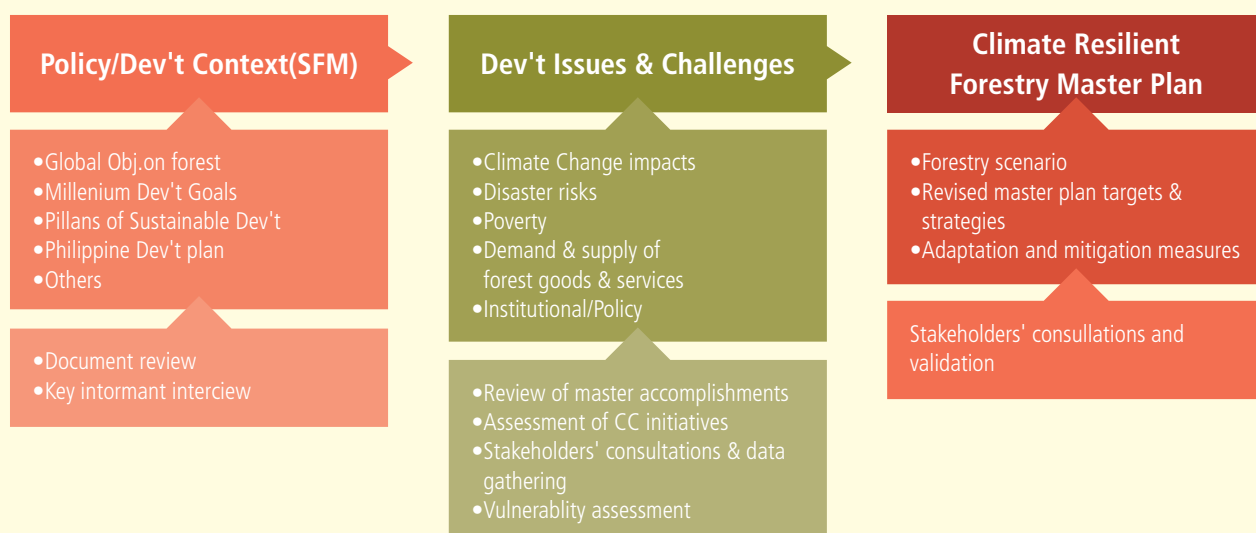 Policy/Dev't Context(SFM)
•Global Obj.on forest
•Millenium Dev't Goals
•Pillans of Sustainable Dev't
•Philippine Dev't plan
•Others
•Document review
•Key informant interview
Dev't Issues & Challenges
•Climate Change impacts
•Disaster risks
•Poverty
•Demand & supply of
forest goods & services
•Institutional/Policy
•Review of master accomplishments
•Assessment of CC initiatives
•Stakeholders' consultations & data
gathering
•Vulnerablity assessment
Climate Resilient
Forestry Master Plan
•Forestry scenario
•Revised master plan targets &
strategies
•Adaptation and mitigation measures
Stakeholders' consullations and
validation